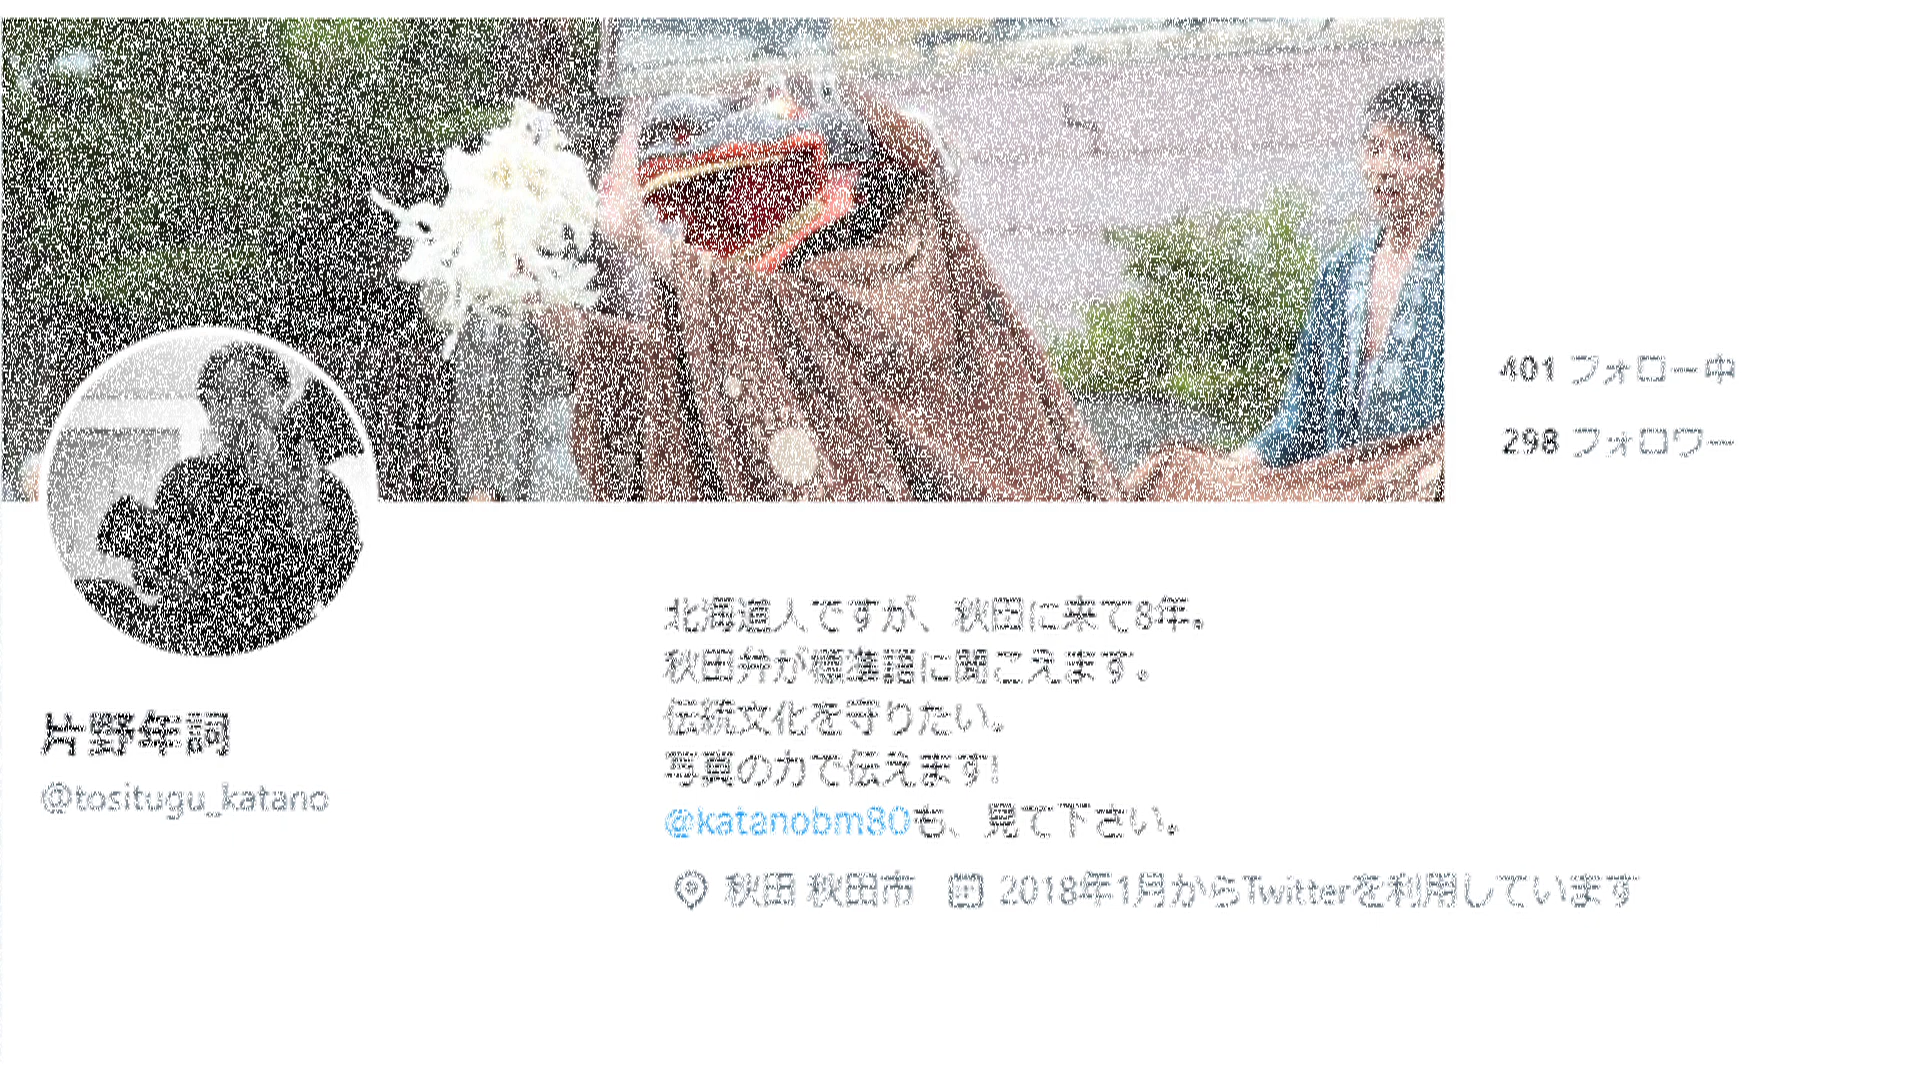 401 フォロー中
298 フォロワー
北海道人ですが、秋田に来て8年。
秋田弁が標準語に聞こえます。
伝統文化を守りたい。
写真の力で伝えます!
@katanobm80も、見て下さい。
片野年詞
@tositugu_katano
秋田 秋田市 2018年1月からTwitterを利用しています